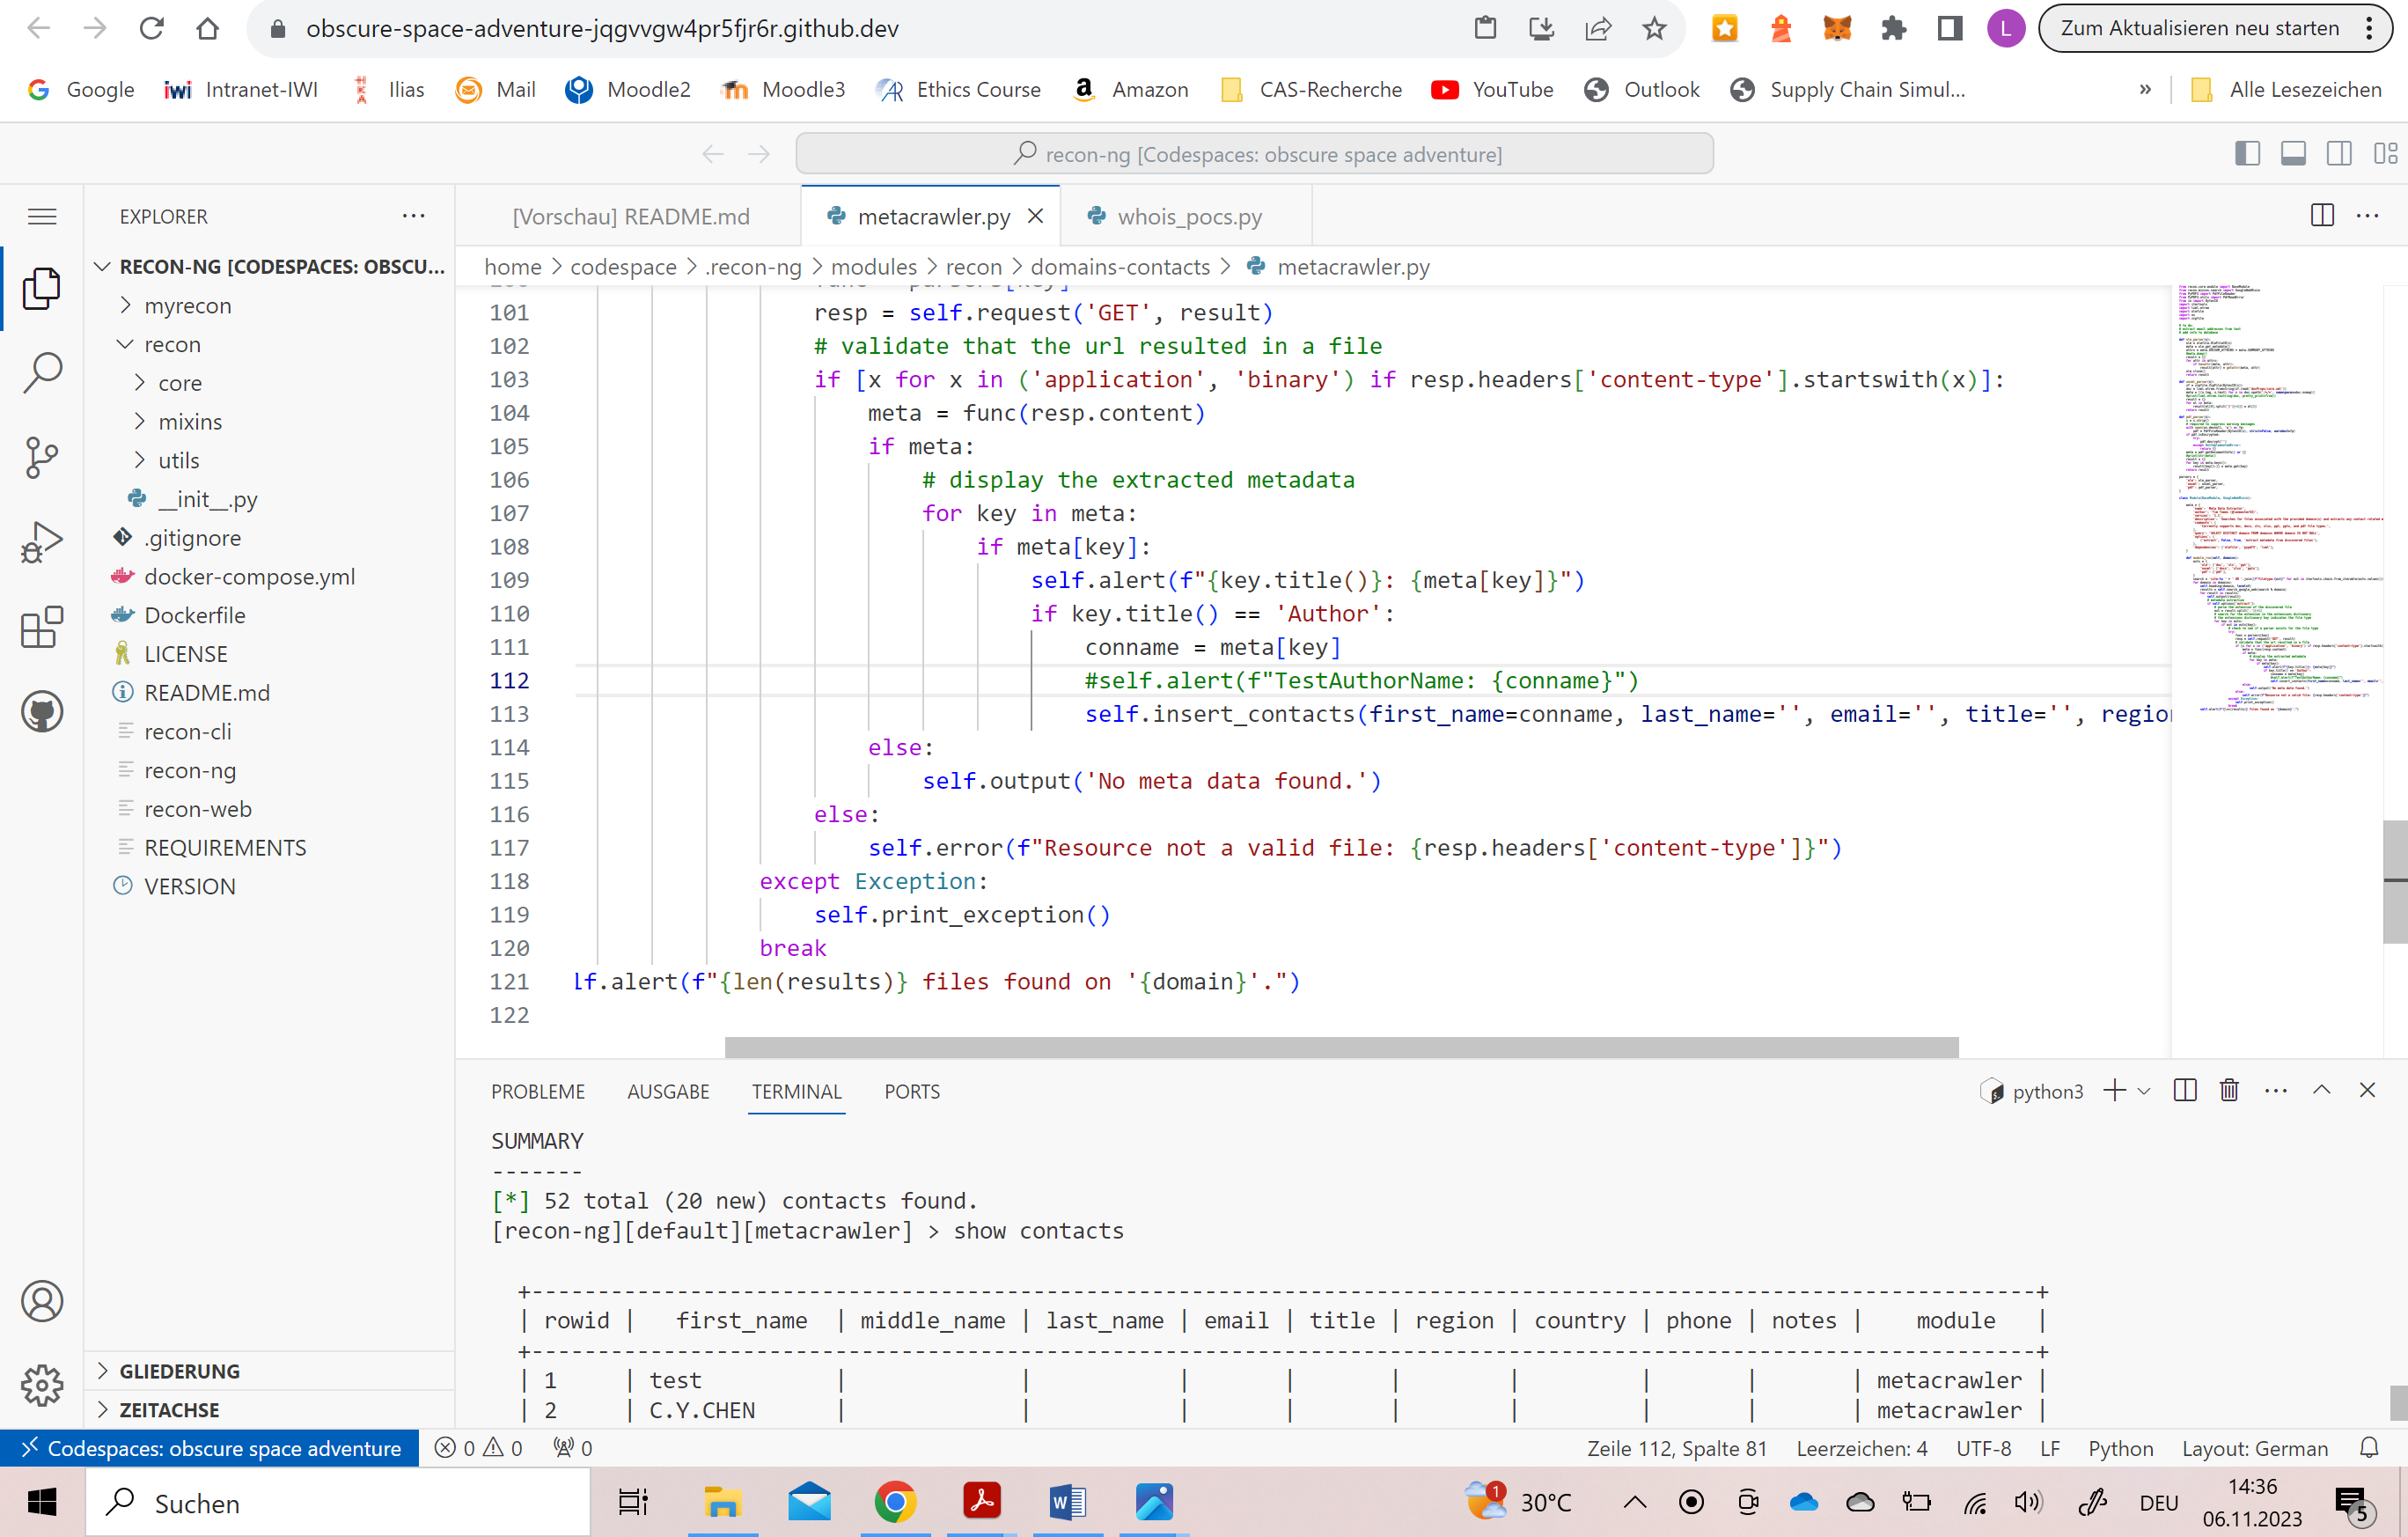 obscure-space-adventure-jqgvvgw4pr5fjr6r.github.dev
L
Zum Aktualisieren neu starten
Google
Intranet-IWI
Ilias
Mail
Moodle2
Moodle3
Ethics Course
Amazon
CAS-Recherche
YouTube
Outlook
Supply Chain Simul...
»
Alle Lesezeichen
recon-ng [Codespaces: obscure space adventure]
EXPLORER
[Vorschau] README.md
metacrawler.py
whois_pocs.py
RECON-NG [CODESPACES: OBSCU...
myrecon
recon
core
mixins
utils
__init__.py
.gitignore
docker-compose.yml
Dockerfile
LICENSE
README.md
recon-cli
recon-ng
recon-web
REQUIREMENTS
VERSION
GLIEDERUNG
ZEITACHSE
home > codespace > .recon-ng > modules > recon > domains-contacts > metacrawler.py
101 resp = self.request('GET', result)
102 # validate that the url resulted in a file
103 if [x for x in ('application', 'binary') if resp.headers['content-type'].startswith(x)]:
104 meta = func(resp.content)
105 if meta:
106 # display the extracted metadata
107 for key in meta:
108 if meta[key]:
109 self.alert(f"{key.title()}: {meta[key]}")
110 if key.title() == 'Author':
111 conname = meta[key]
112 #self.alert(f"TestAuthorName: {conname}")
113 self.insert_contacts(first_name=conname, last_name='', email='', title='', region
114 else:
115 self.output('No meta data found.')
116 else:
117 self.error(f"Resource not a valid file: {resp.headers['content-type']}")
118 except Exception:
119 self.print_exception()
120 break
121 lf.alert(f"{len(results)} files found on '{domain}'.")
122
PROBLEME
AUSGABE
TERMINAL
PORTS
python3
SUMMARY
-------
[*] 52 total (20 new) contacts found.
[recon-ng][default][metacrawler] > show contacts
+-------------------------------------------------------------------------------------------------------------------+
| rowid | first_name | middle_name | last_name | email | title | region | country | phone | notes | module |
+-------------------------------------------------------------------------------------------------------------------+
| 1 | test | | | | | | | | | metacrawler |
| 2 | C.Y.CHEN | | | | | | | | | metacrawler |
Codespaces: obscure space adventure
0
0
0
Zeile 112, Spalte 81
Leerzeichen: 4
UTF-8
LF
Python
Layout: German
Suchen
1
30°C
DEU
14:36
06.11.2023
5